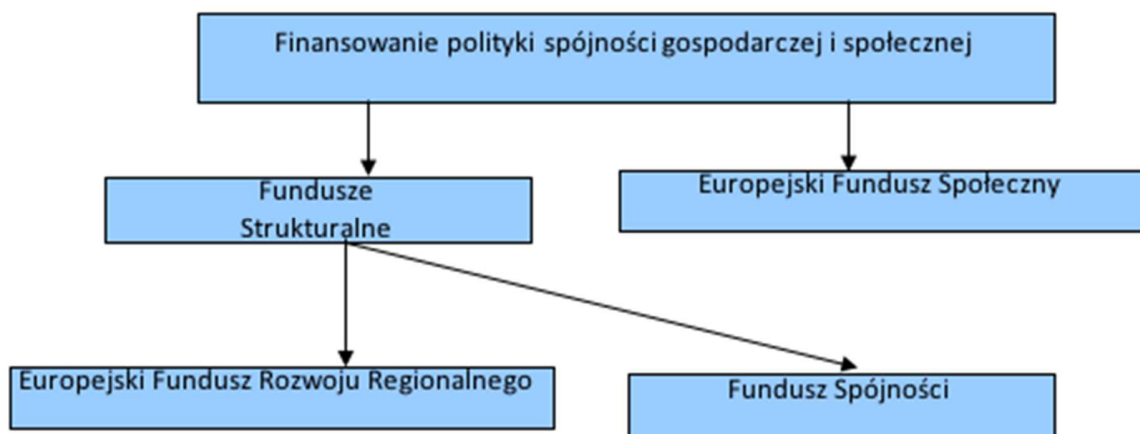 Finansowanie polityki spójności gospodarczej i społecznej
Fundusze
Strukturalne
Europejski Fundusz Społeczny
Europejski Fundusz Rozwoju Regionalnego
Fundusz Spójności